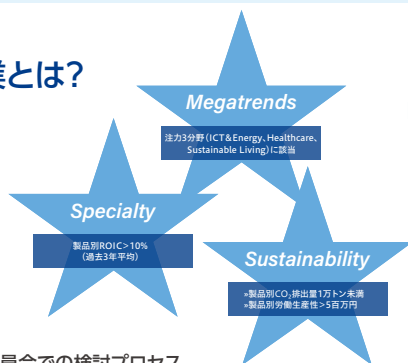 業とは?
Megatrends
注力3分野(ICT&Energy、Healthcare、
Sustainable Living)に該当
Specialty
製品別ROIC>10%
(過去3年平均)
Sustainability
»製品別CO₂排出量1万トン未満
»製品別労働生産性>5百万円
員会での検討プロセス